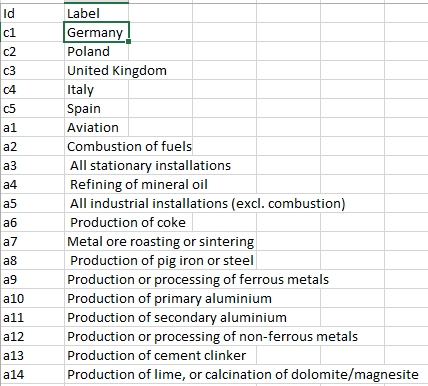 Id Label
c1 Germany
c2 Poland
c3 United Kingdom
c4 Italy
c5 Spain
a1 Aviation
a2 Combustion of fuels
a3 All stationary installations
a4 Refining of mineral oil
a5 All industrial installations (excl. combustion)
a6 Production of coke
a7 Metal ore roasting or sintering
a8 Production of pig iron or steel
a9 Production or processing of ferrous metals
a10 Production of primary aluminium
a11 Production of secondary aluminium
a12 Production or processing of non-ferrous metals
a13 Production of cement clinker
a14 Production of lime, or calcination of dolomite/magnesite